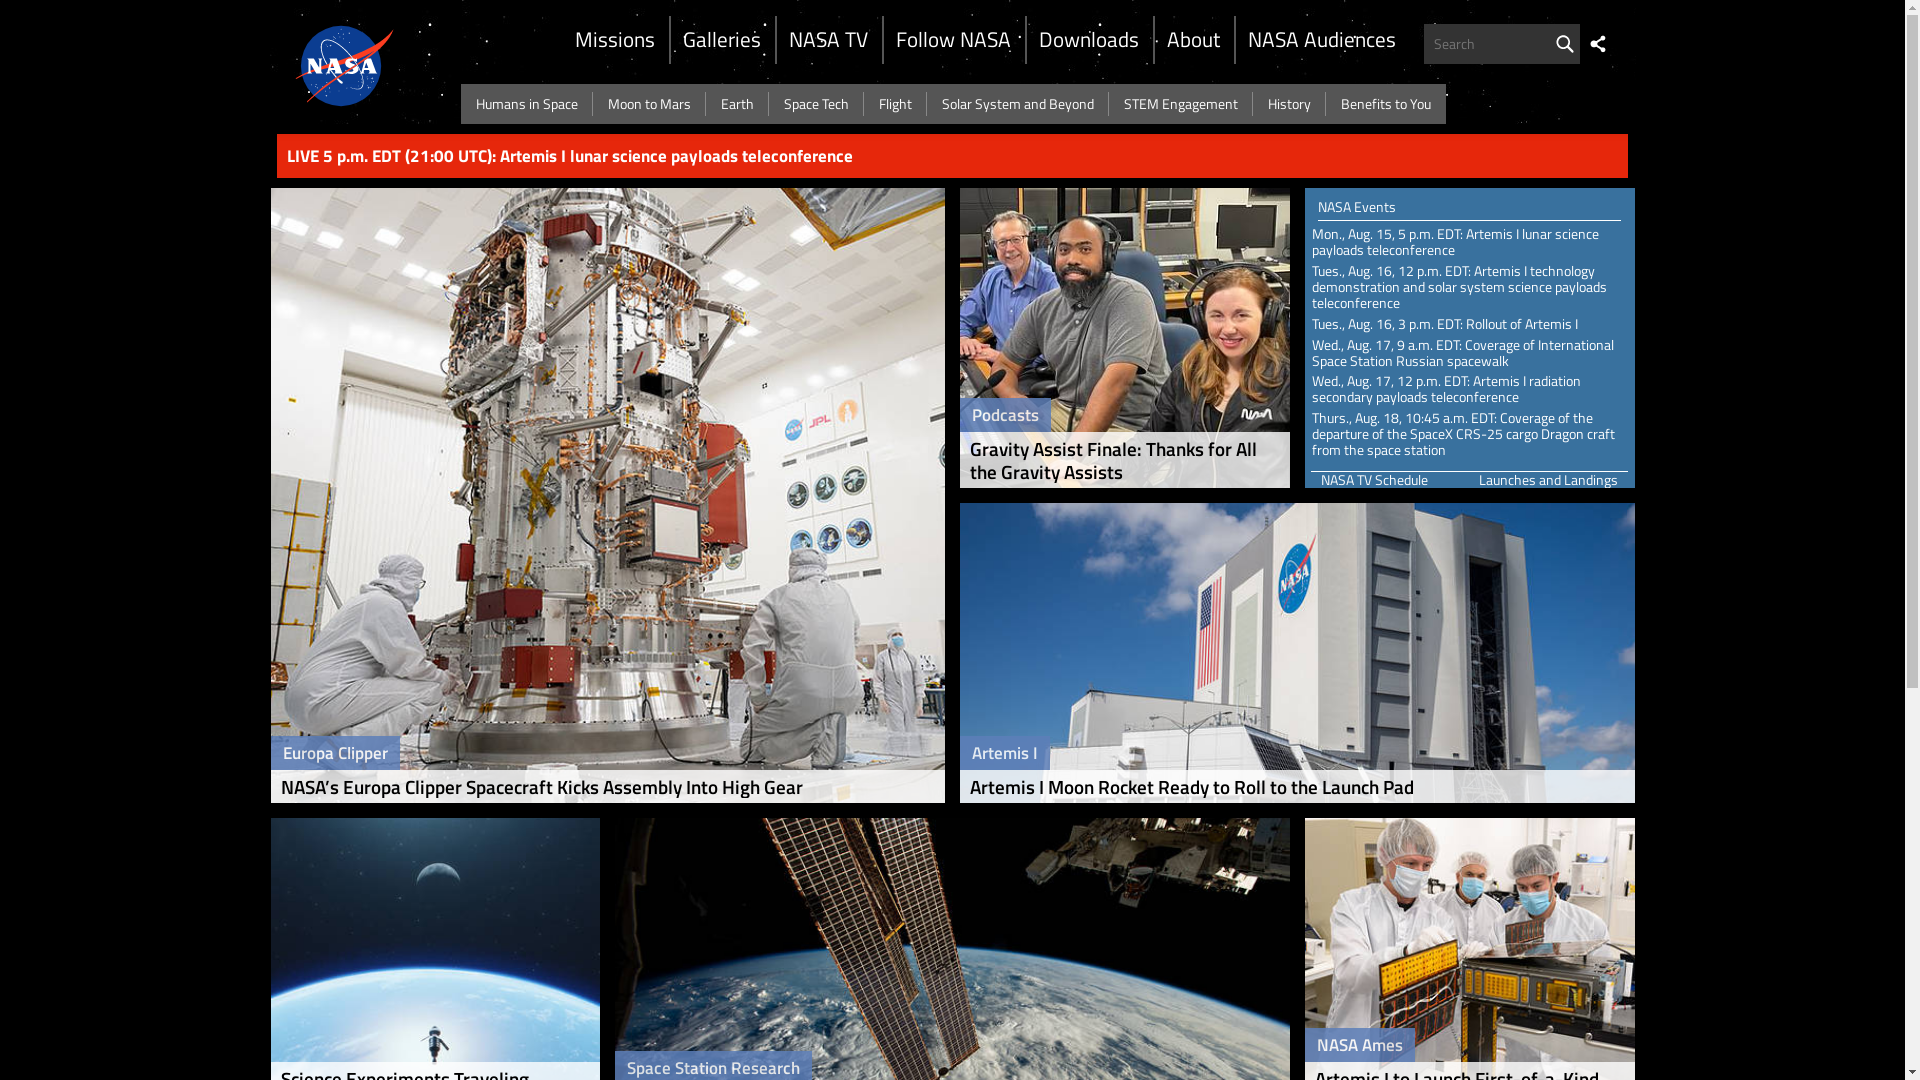 NASA
Missions
Galleries
NASA TV
Follow NASA
Downloads
About
NASA Audiences
Search
Humans in Space
Moon to Mars
Earth
Space Tech
Flight
Solar System and Beyond
STEM Engagement
History
Benefits to You
LIVE 5 p.m. EDT (21:00 UTC): Artemis I lunar science payloads teleconference
JPL
Europa Clipper
NASA’s Europa Clipper Spacecraft Kicks Assembly Into High Gear
Podcasts
Gravity Assist Finale: Thanks for All
the Gravity Assists
NASA Events
Mon., Aug. 15, 5 p.m. EDT: Artemis I lunar science
payloads teleconference
Tues., Aug. 16, 12 p.m. EDT: Artemis I technology
demonstration and solar system science payloads
teleconference
Tues., Aug. 16, 3 p.m. EDT: Rollout of Artemis I
Wed., Aug. 17, 9 a.m. EDT: Coverage of International
Space Station Russian spacewalk
Wed., Aug. 17, 12 p.m. EDT: Artemis I radiation
secondary payloads teleconference
Thurs., Aug. 18, 10:45 a.m. EDT: Coverage of the
departure of the SpaceX CRS-25 cargo Dragon craft
from the space station
NASA TV Schedule
Launches and Landings
NASA
Artemis I
Artemis I Moon Rocket Ready to Roll to the Launch Pad
Science Experiments Traveling
Space Station Research
NASA Ames
Artemis I to Launch First-of-a-Kind